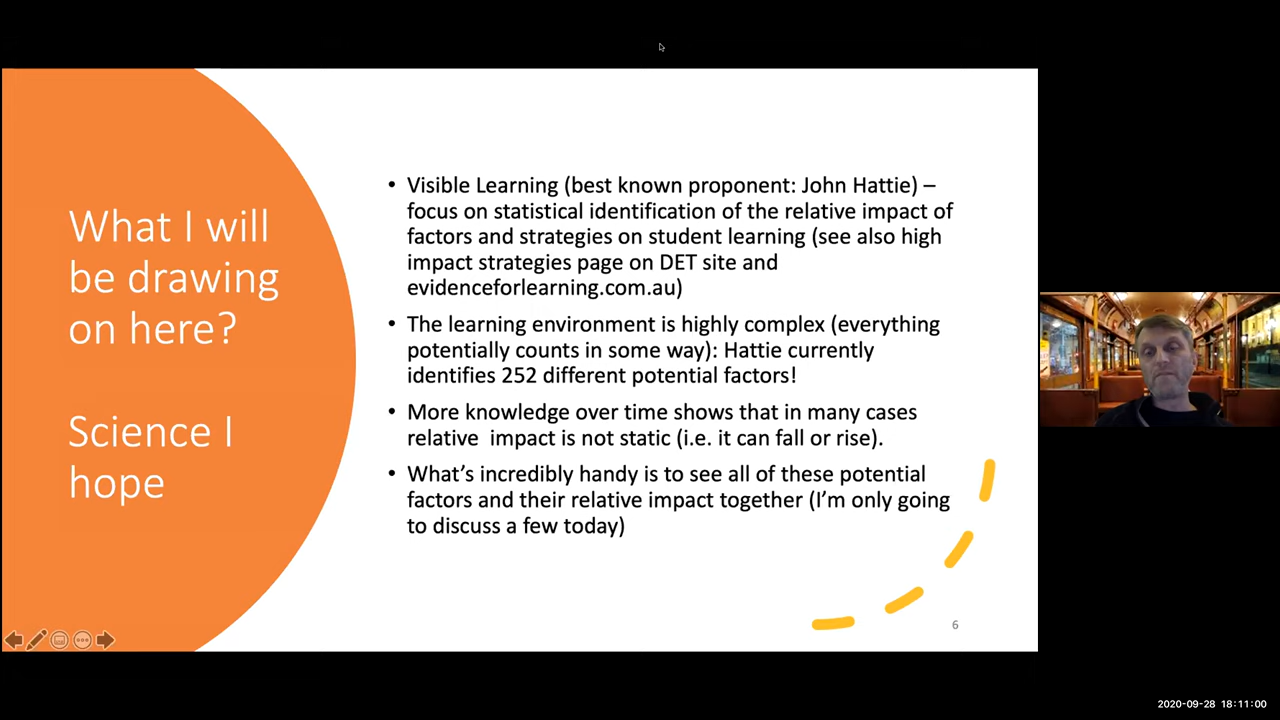 What I will
be drawing
on here?
Science I
hope
• Visible Learning (best known proponent: John Hattie) –
focus on statistical identification of the relative impact of
factors and strategies on student learning (see also high
impact strategies page on DET site and
evidenceforlearning.com.au)
• The learning environment is highly complex (everything
potentially counts in some way): Hattie currently
identifies 252 different potential factors!
• More knowledge over time shows that in many cases
relative  impact is not static (i.e. it can fall or rise).
• What’s incredibly handy is to see all of these potential
factors and their relative impact together (I’m only going
to discuss a few today)
6
2020-09-28 18:11:00